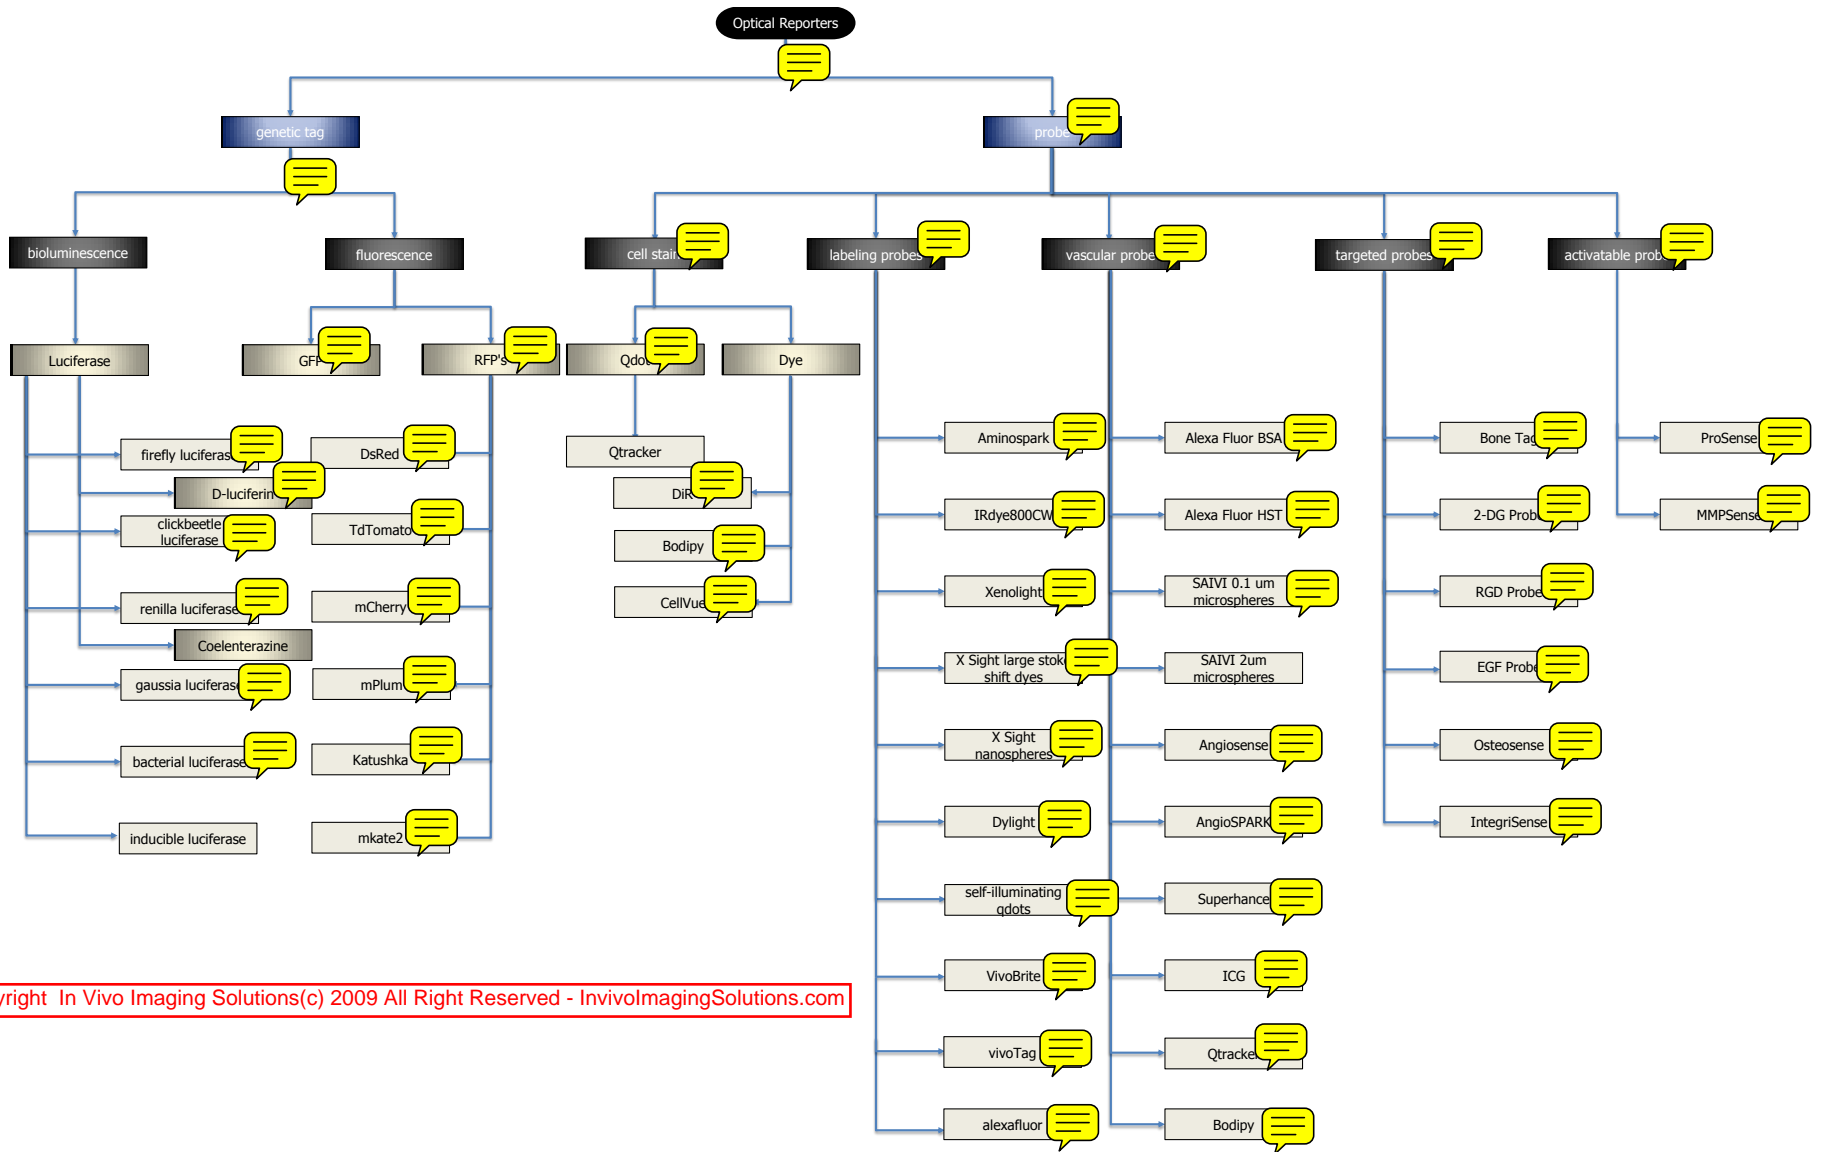 Optical Reporters
genetic tag
probe
bioluminescence
fluorescence
cell stain
labeling probes
vascular probe
targeted probes
activatable prob
Luciferase
GFP
RFP's
Qdot
Dye
firefly luciferase
D-luciferin
clickbeetle
luciferase
renilla luciferase
Coelenterazine
gaussia luciferase
bacterial luciferase
inducible luciferase
DsRed
TdTomato
mCherry
mPlum
Katushka
mkate2
Qtracker
DiR
Bodipy
CellVue
Aminospark
IRdye800CW
Xenolight
X Sight large stoke
shift dyes
X Sight
nanospheres
Dylight
self-illuminating
qdots
VivoBrite
vivoTag
alexafluor
Alexa Fluor BSA
Alexa Fluor HST
SAIVI 0.1 um
microspheres
SAIVI 2um
microspheres
Angiosense
AngioSPARK
Superhance
ICG
Qtracker
Bodipy
Bone Tag
2-DG Probe
RGD Probe
EGF Probe
Osteosense
IntegriSense
ProSense
MMPSense
yright In Vivo Imaging Solutions(c) 2009 All Right Reserved - InvivoImagingSolutions.com